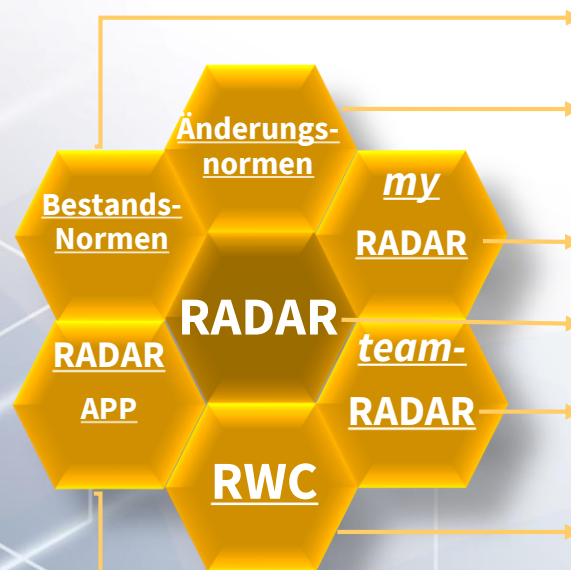 Änderungs-
normen
Bestands-
Normen
my
RADAR
RADAR
RADAR
APP
team-
RADAR
RWC